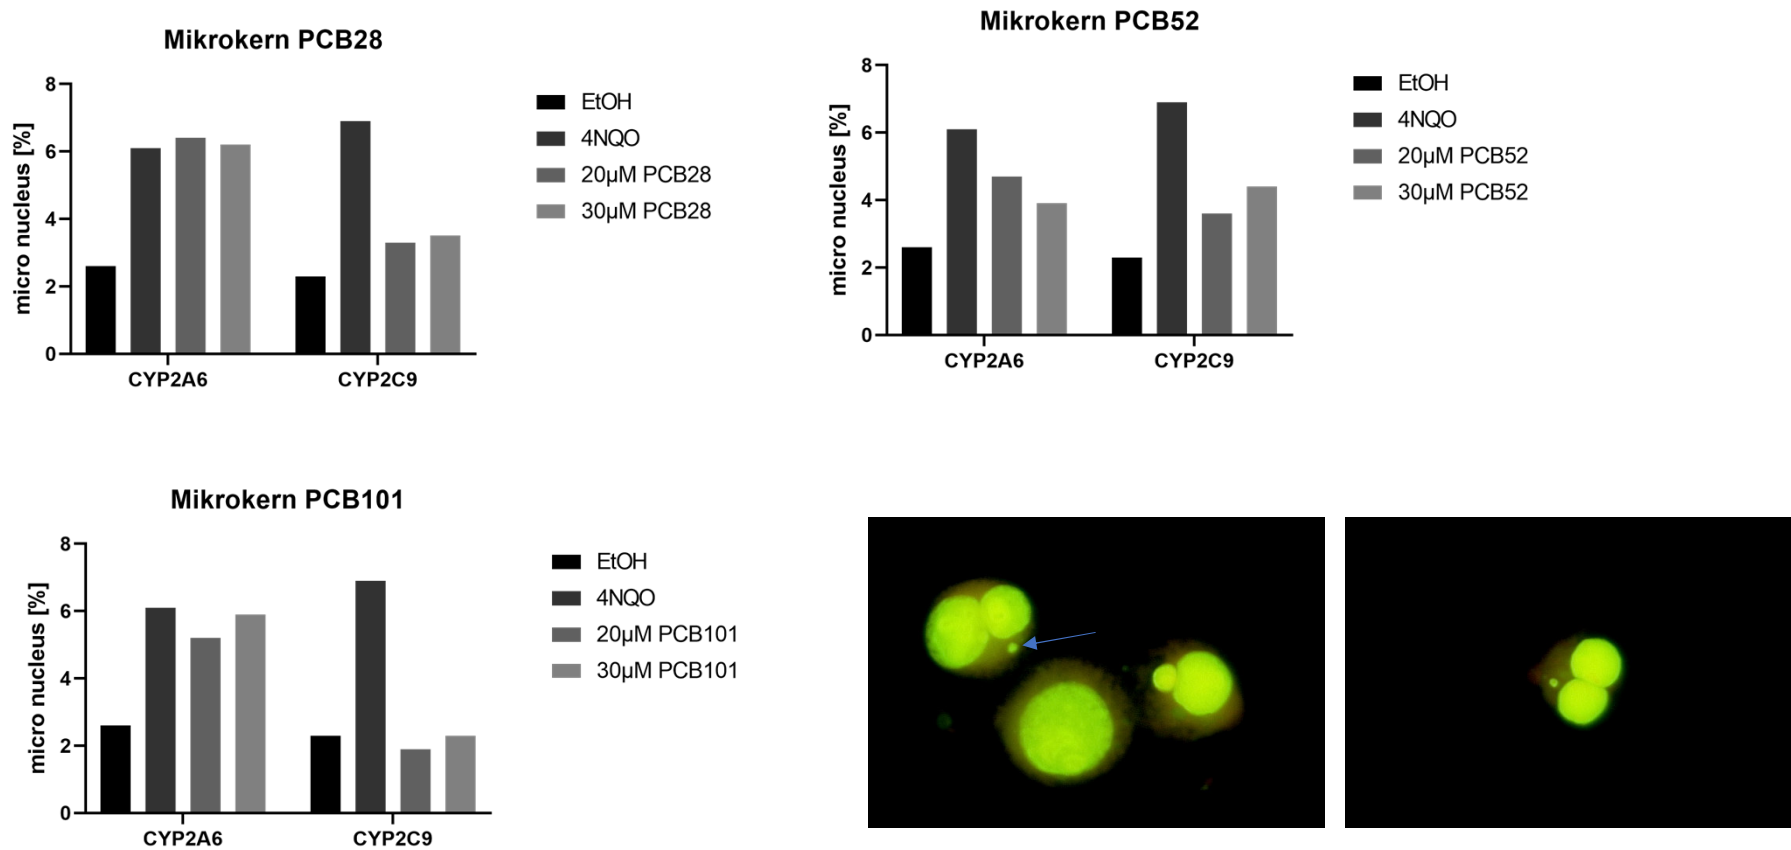 Mikrokern PCB28
micro nucleus [%]
8
6
4
2
0
CYP2A6 CYP2C9
EtOH
4NQO
20µM PCB28
30µM PCB28
Mikrokern PCB52
micro nucleus [%]
8
6
4
2
0
CYP2A6 CYP2C9
EtOH
4NQO
20µM PCB52
30µM PCB52
Mikrokern PCB101
micro nucleus [%]
8
6
4
2
0
CYP2A6 CYP2C9
EtOH
4NQO
20µM PCB101
30µM PCB101